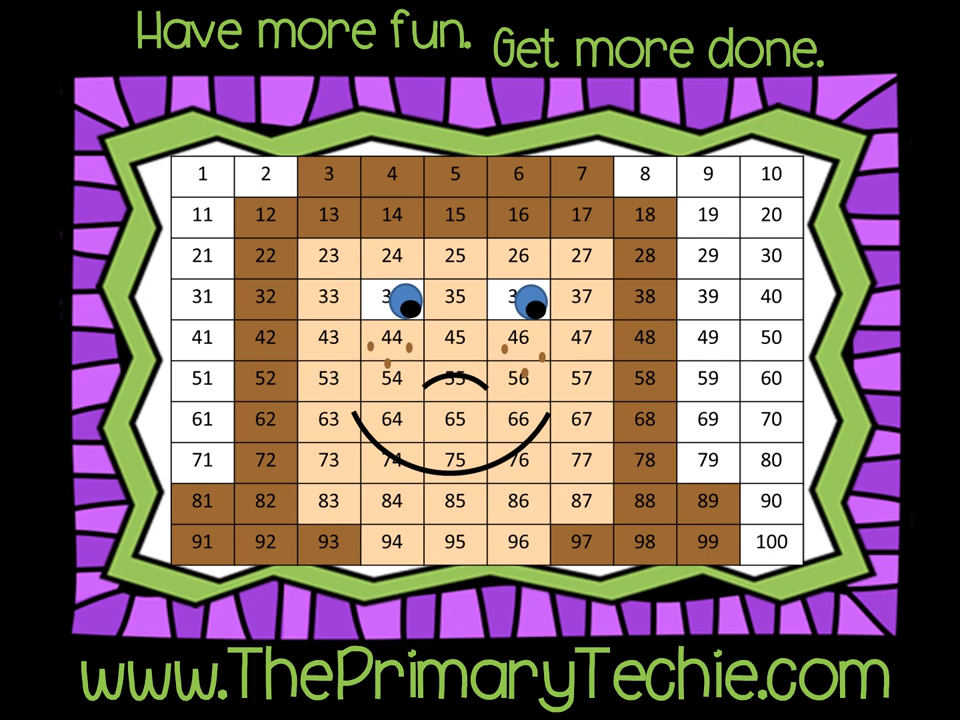 Have more fun. Get more done.
1 2 3 4 5 6 7 8 9 10
11 12 13 14 15 16 17 18 19 20
21 22 23 24 25 26 27 28 29 30
31 32 33 3 35 3 37 38 39 40
41 42 43 44 45 46 47 48 49 50
51 52 53 54 55 56 57 58 59 60
61 62 63 64 65 66 67 68 69
71 72 73 74 75 76 77 78 79 80
81 82 83 84 85 86 87 88 89 90
91 92 93 94 95 96 97 98 99 100
www.ThePrimaryTechie.com